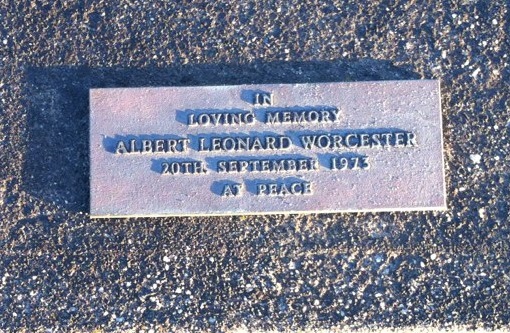 IN
LOVING MEMORY
ALBERT LEONARD WORCESTER
20TH SEPTEMBER 1973
AT PEACE